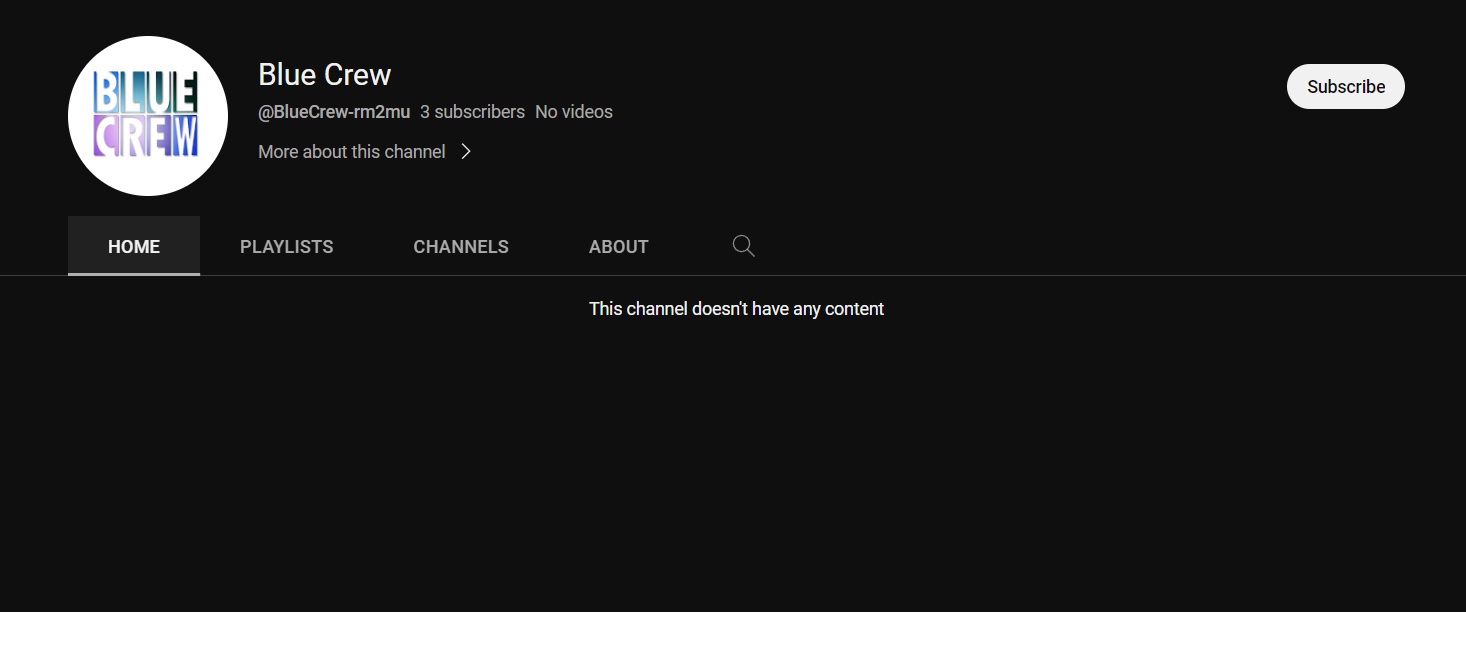 BLUE
CREW
Blue Crew
@BlueCrew-rm2mu 3 subscribers No videos
More about this channel
Subscribe
HOME PLAYLISTS CHANNELS ABOUT
This channel doesn't have any content